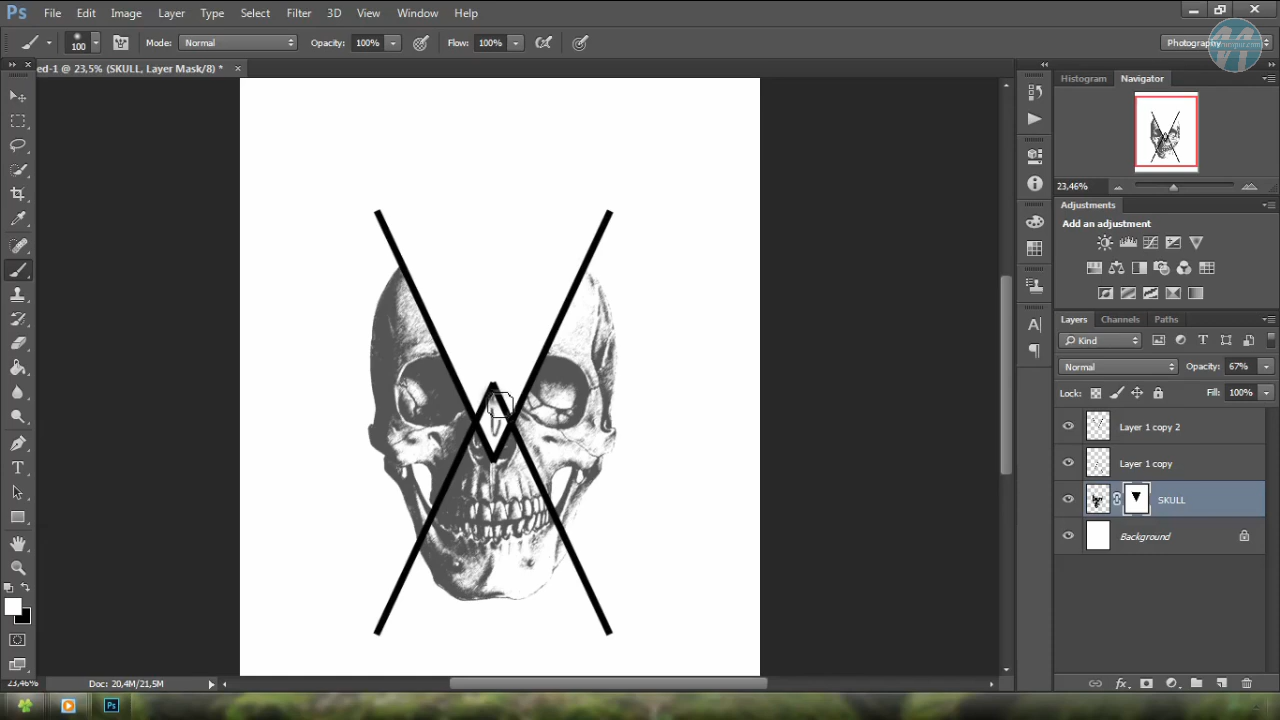 Ps File Edit Image Layer Type Select Filter 3D View Window Help
100 Mode: Normal Opacity: 100% Flow: 100% Photography
ed-1 @ 23,5% (SKULL, Layer Mask/8) * ×
Histogram Navigator
23,46%
Adjustments
Add an adjustment
Layers Channels Paths
Kind
Normal Opacity: 67%
Lock: Fill: 100%
Layer 1 copy 2
Layer 1 copy
SKULL
Background
fx
23,46% Doc: 20,4M/21,5M
Ps